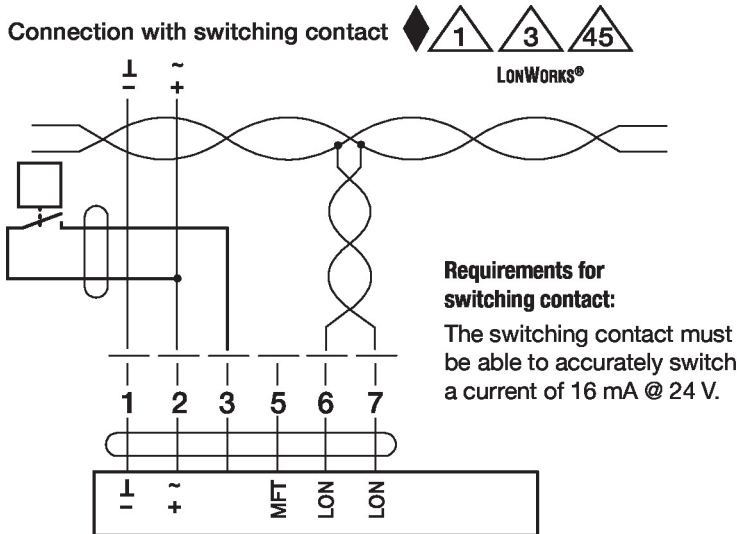 Connection with switching contact 1 3 45
LONWORKS®
⊥ ~
− +
Requirements for
switching contact:
The switching contact must
be able to accurately switch
a current of 16 mA @ 24 V.
1 2 3 5 6 7
⊥ ~ MFT LON LON
− +